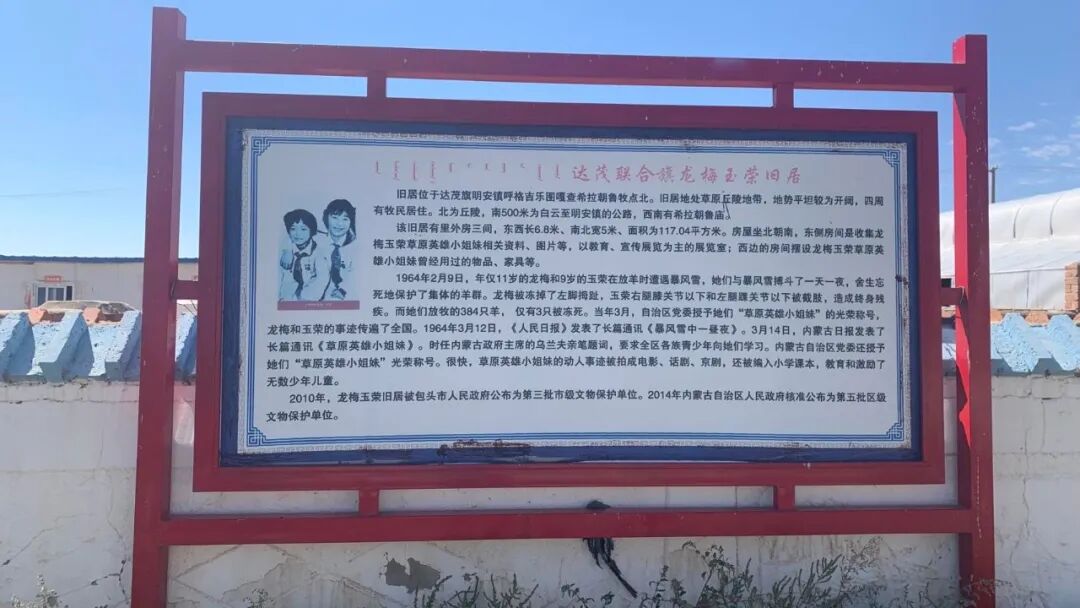 达茂联合旗龙梅玉荣旧居
旧居位于达茂旗明安镇呼格吉乐图嘎查希拉朝鲁牧点北。旧居地处草原丘陵地带，地势平坦较为开阔，四周
有牧民居住。北为丘陵，南500米为白云至明安镇的公路，西南有希拉朝鲁庙。
该旧居有里外房三间，东西长6.8米、南北宽5米、面积为117.04平方米。房屋坐北朝南，东侧房间是收集龙
梅玉荣草原英雄小姐妹相关资料、图片等，以教育、宣传展览为主的展览室；西边的房间摆设龙梅玉荣草原英
雄小姐妹曾经用过的物品、家具等。
1964年2月9日，年仅11岁的龙梅和9岁的玉荣在放羊时遭遇暴风雪，她们与暴风雪搏斗了一天一夜，舍生忘
死地保护了集体的羊群。龙梅被冻掉了左脚拇趾，玉荣右腿膝关节以下和左腿踝关节以下被截肢，造成终身残
疾。而她们放牧的384只羊，仅有3只被冻死。当年3月，自治区党委授予她们“草原英雄小姐妹”的光荣称号，
龙梅和玉荣的事迹传遍了全国。1964年3月12日，《人民日报》发表了长篇通讯《暴风雪中一昼夜》。3月14日，内蒙古日报发表了
长篇通讯《草原英雄小姐妹》。时任内蒙古政府主席的乌兰夫亲笔题词，要求全区各族青少年向她们学习。内蒙古自治区党委还授予
她们“草原英雄小姐妹”光荣称号。很快，草原英雄小姐妹的动人事迹被拍成电影、话剧、京剧，还被编入小学课本，教育和激励了
无数少年儿童。
2010年，龙梅玉荣旧居被包头市人民政府公布为第三批市级文物保护单位。2014年内蒙古自治区人民政府核准公布为第五批区级
文物保护单位。